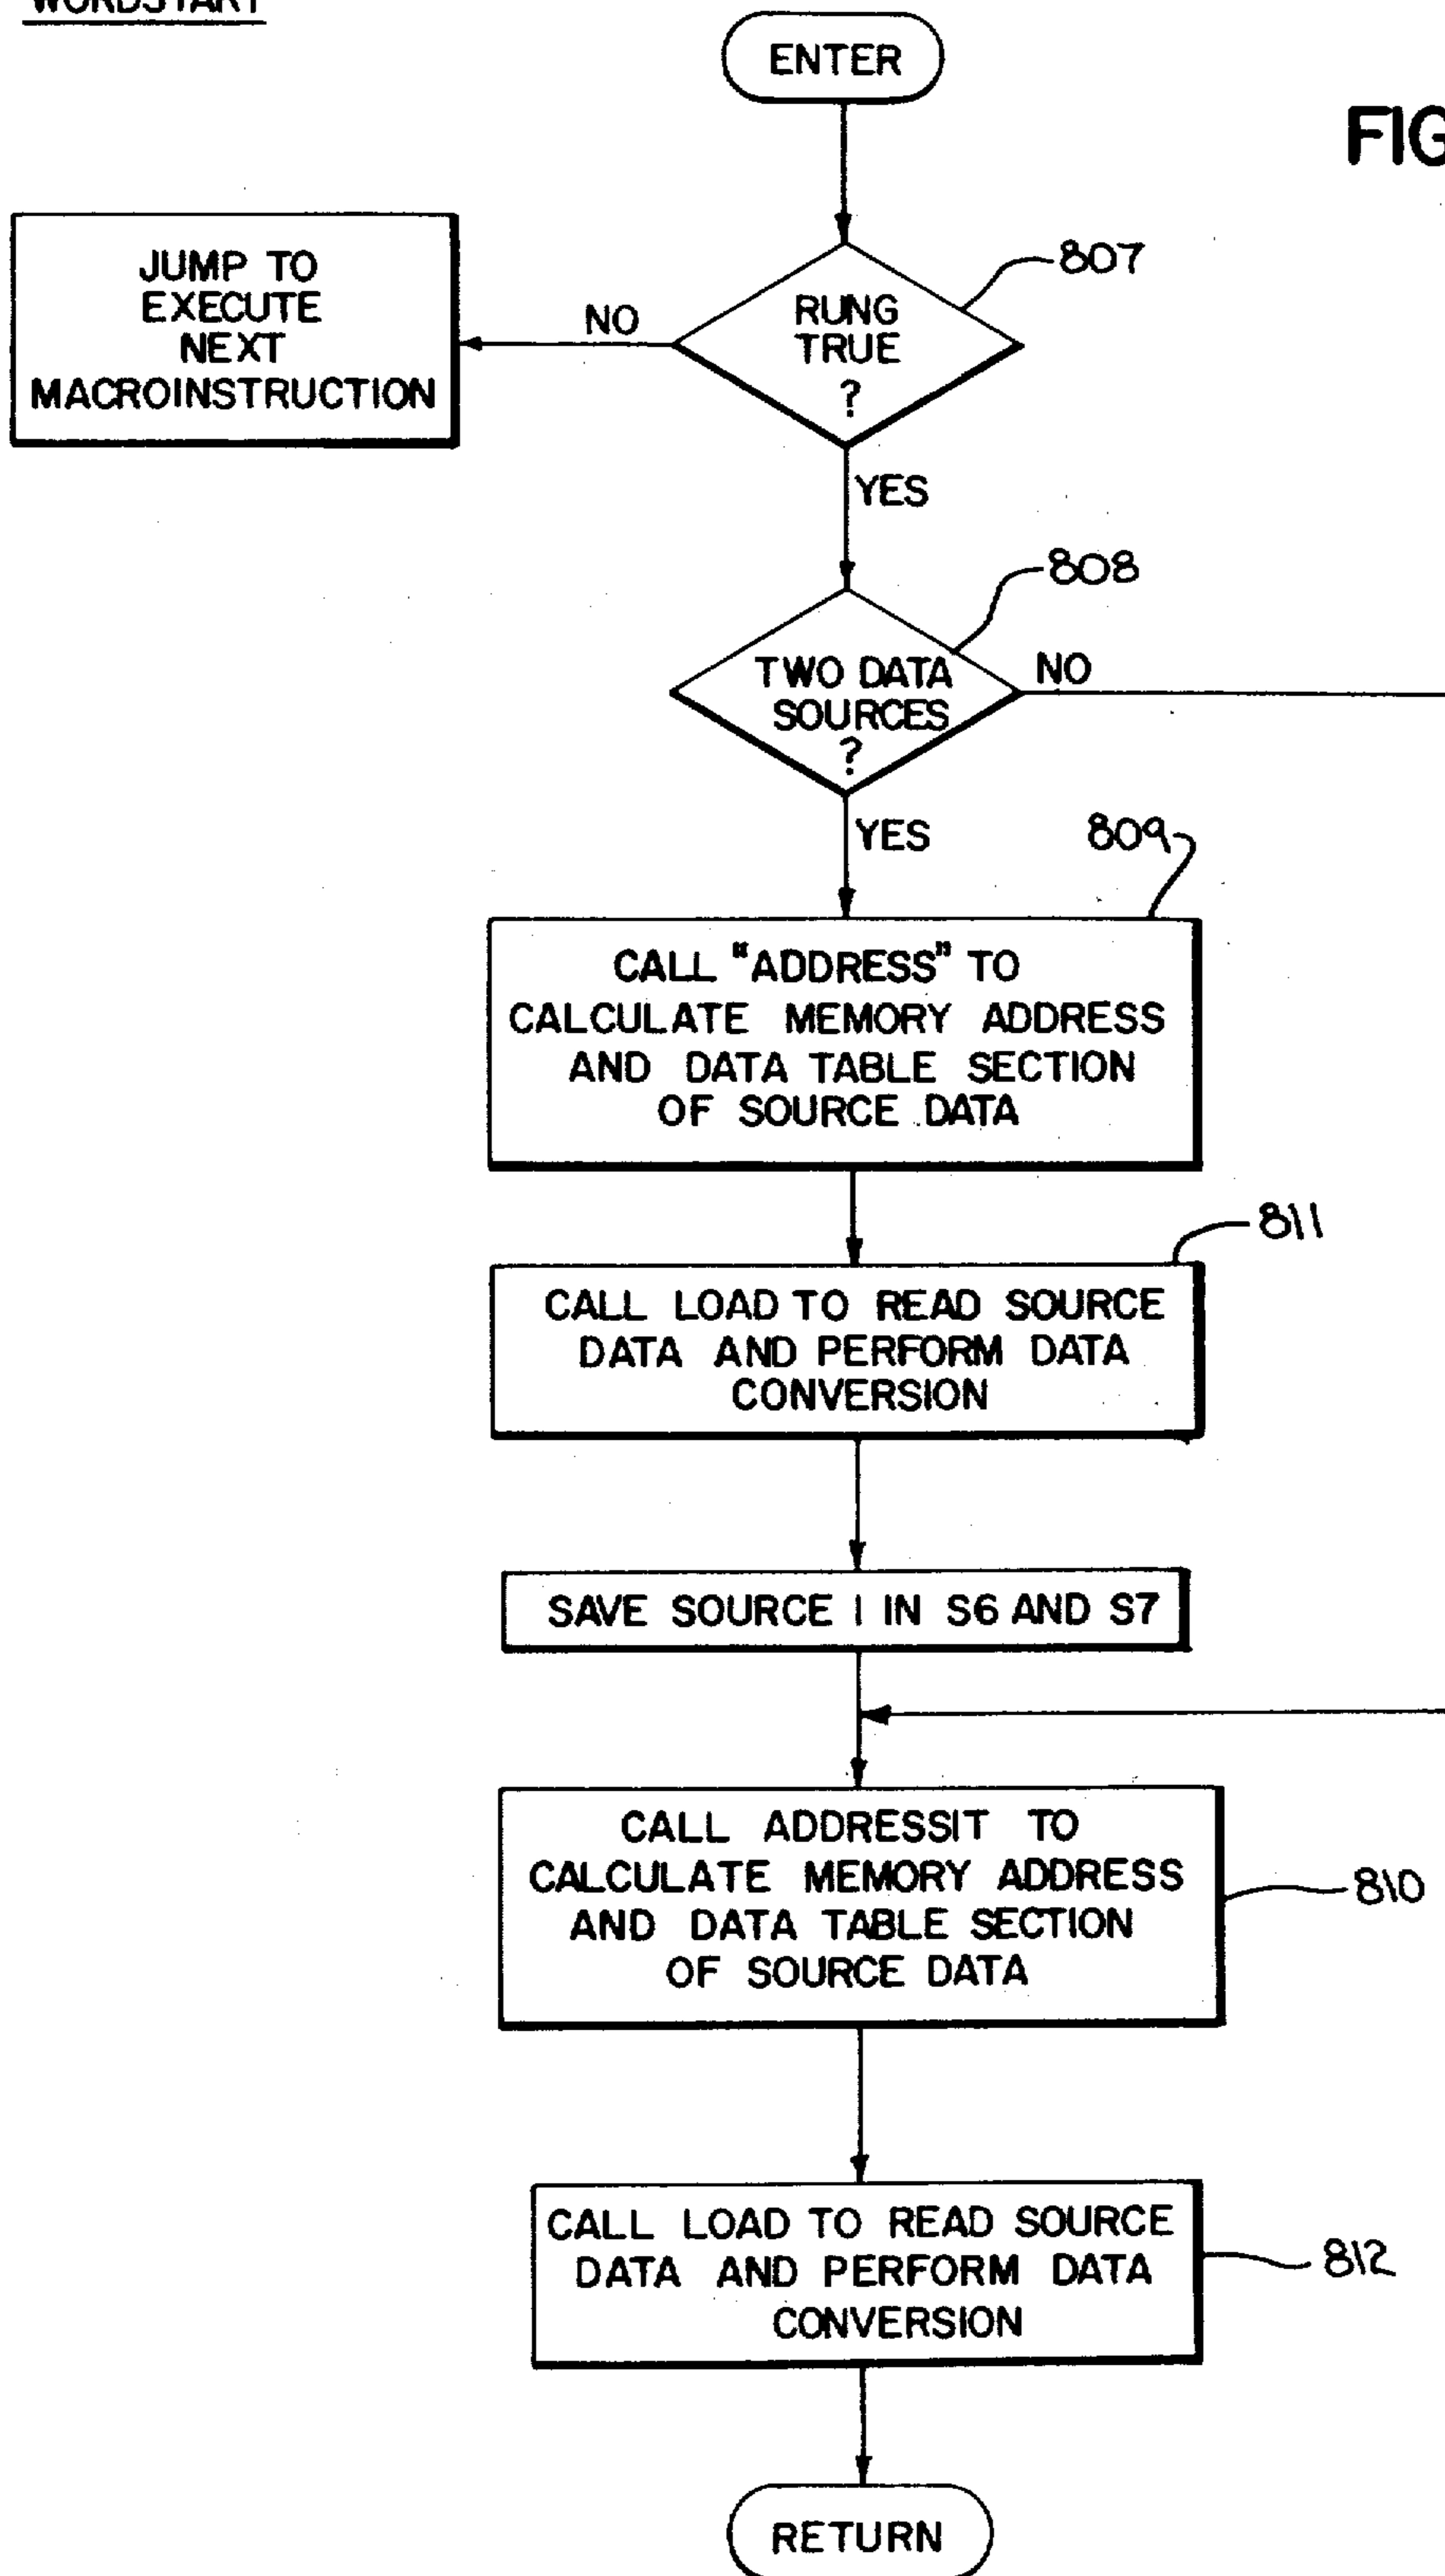 WORDSTART
ENTER
FIG
807
JUMP TO
EXECUTE
NEXT
MACROINSTRUCTION
NO
RUNG
TRUE
?
YES
808
TWO DATA
SOURCES
?
NO
YES
809
CALL "ADDRESS" TO
CALCULATE MEMORY ADDRESS
AND DATA TABLE SECTION
OF SOURCE DATA
811
CALL LOAD TO READ SOURCE
DATA AND PERFORM DATA
CONVERSION
SAVE SOURCE 1 IN S6 AND S7
CALL ADDRESSIT TO
CALCULATE MEMORY ADDRESS
AND DATA TABLE SECTION
OF SOURCE DATA
810
CALL LOAD TO READ SOURCE
DATA AND PERFORM DATA
CONVERSION
812
RETURN